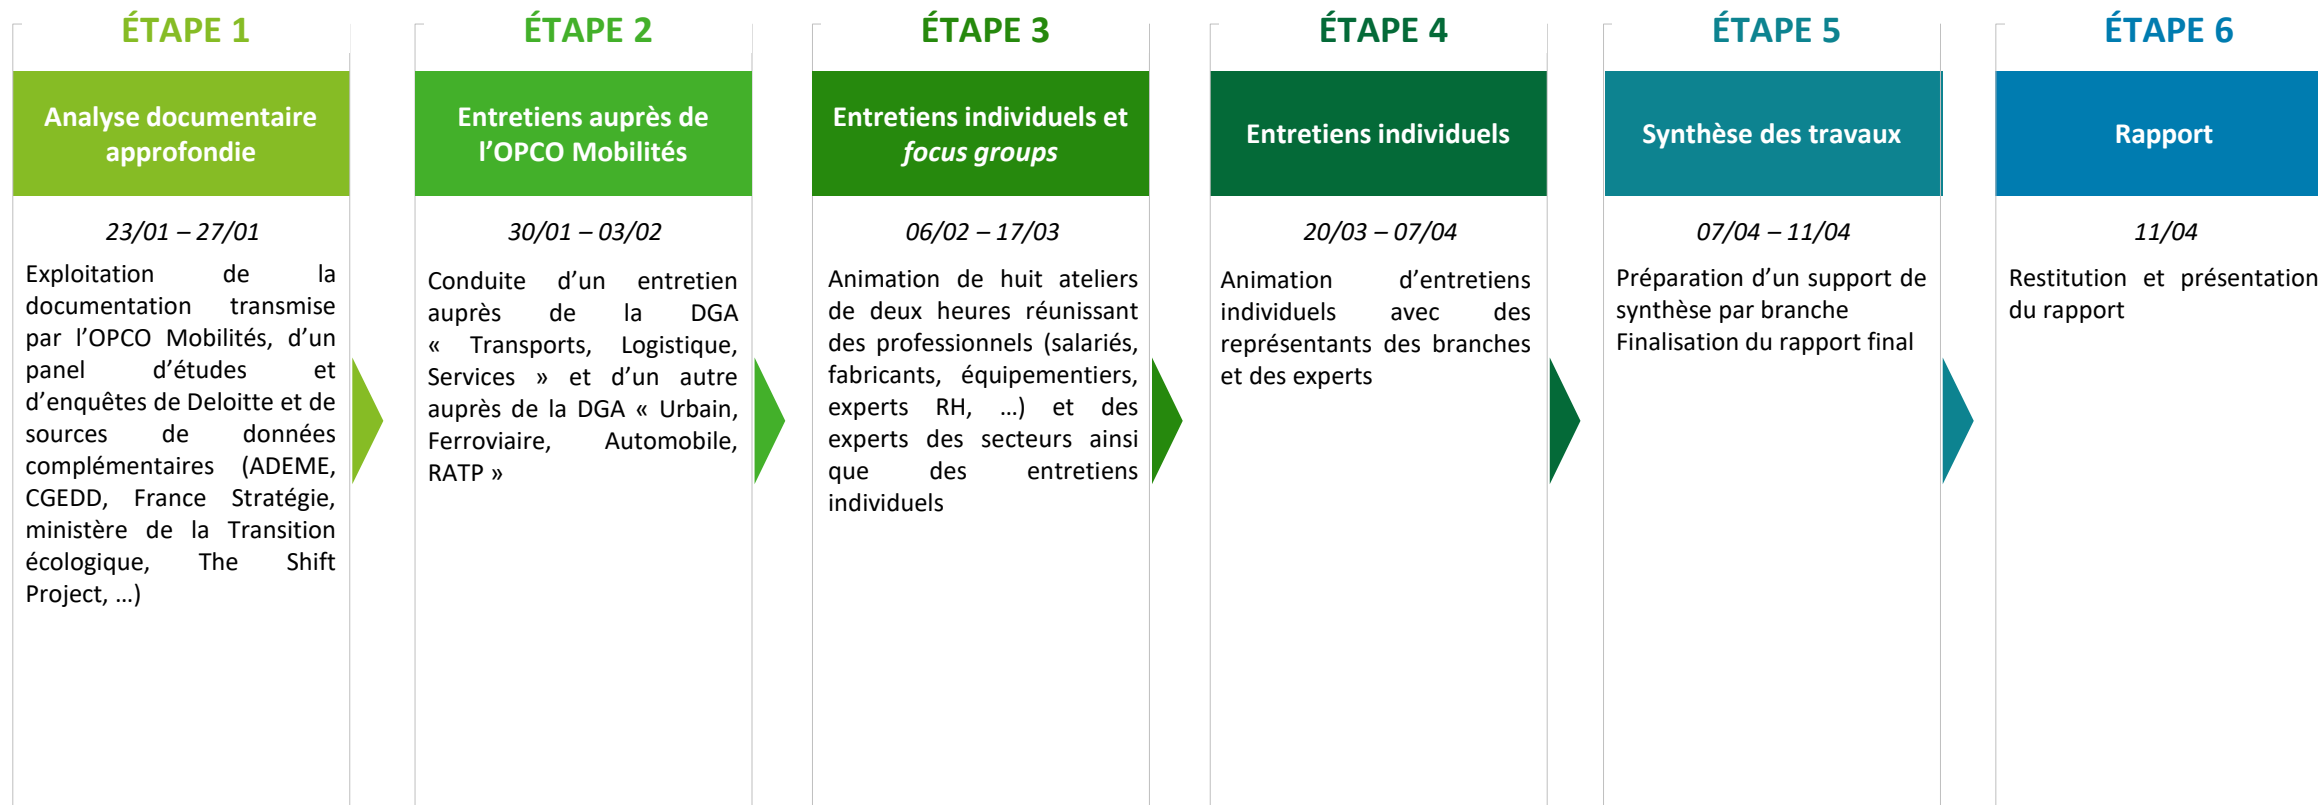 ÉTAPE 1
Analyse documentaire
approfondie
23/01 – 27/01
Exploitation de la
documentation transmise
par l’OPCO Mobilités, d’un
panel d’études et
d’enquêtes de Deloitte et de
sources de données
complémentaires (ADEME,
CGEDD, France Stratégie,
ministère de la Transition
écologique, The Shift
Project, …)
ÉTAPE 2
Entretiens auprès de
l’OPCO Mobilités
30/01 – 03/02
Conduite d’un entretien
auprès de la DGA
« Transports, Logistique,
Services » et d’un autre
auprès de la DGA « Urbain,
Ferroviaire, Automobile,
RATP »
ÉTAPE 3
Entretiens individuels et
focus groups
06/02 – 17/03
Animation de huit ateliers
de deux heures réunissant
des professionnels (salariés,
fabricants, équipementiers,
experts RH, …) et des
experts des secteurs ainsi
que des entretiens
individuels
ÉTAPE 4
Entretiens individuels
20/03 – 07/04
Animation d’entretiens
individuels avec des
représentants des branches
et des experts
ÉTAPE 5
Synthèse des travaux
07/04 – 11/04
Préparation d’un support de
synthèse par branche
Finalisation du rapport final
ÉTAPE 6
Rapport
11/04
Restitution et présentation
du rapport